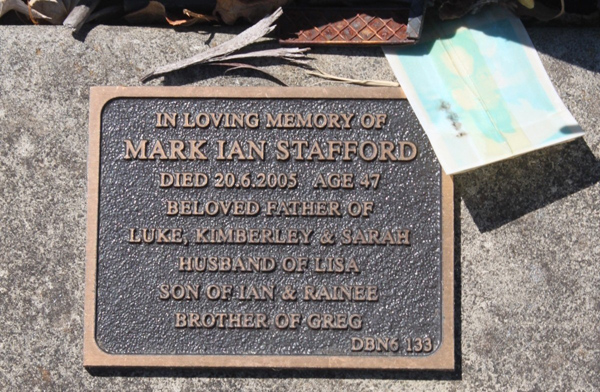 IN LOVING MEMORY OF
MARK IAN STAFFORD
DIED 20.6.2005 AGE 47
BELOVED FATHER OF
LUKE, KIMBERLEY & SARAH
HUSBAND OF LISA
SON OF IAN & RAINEE
BROTHER OF GREG
DBN6 133